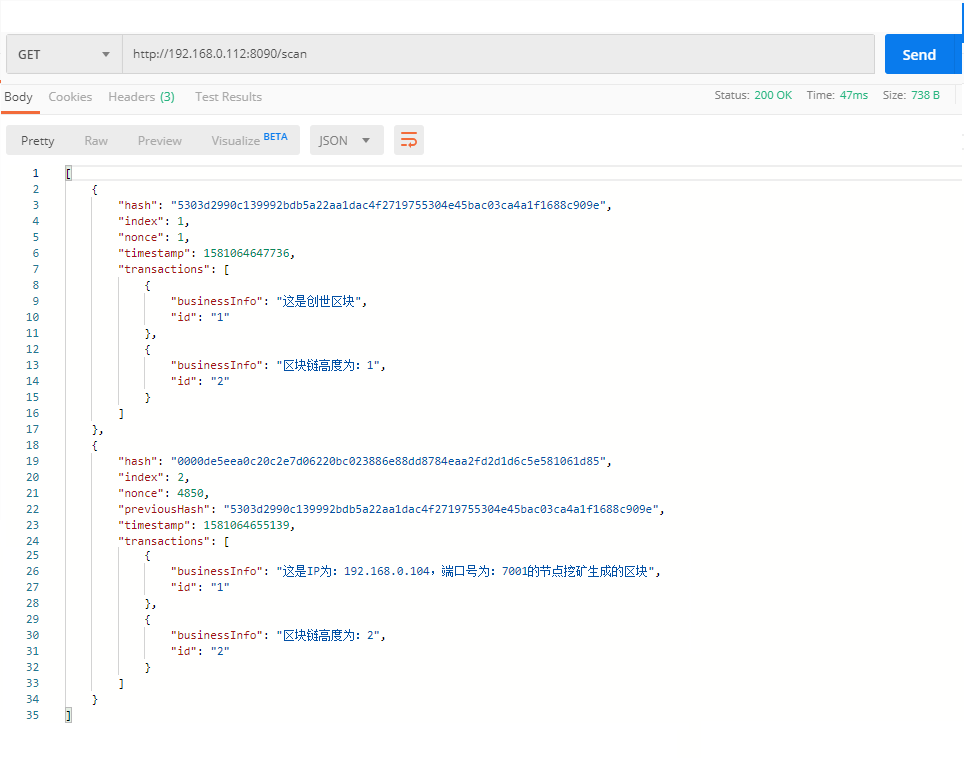 GET http://192.168.0.112:8090/scan Send
Body Cookies Headers (3) Test Results Status: 200 OK Time: 47ms Size: 738 B
Pretty Raw Preview Visualize BETA JSON
1 [
2 {
3 "hash": "5303d2990c139992bdb5a22aa1dac4f2719755304e45bac03ca4a1f1688c909e",
4 "index": 1,
5 "nonce": 1,
6 "timestamp": 1581064647736,
7 "transactions": [
8 {
9 "businessInfo": "这是创世区块",
10 "id": "1"
11 },
12 {
13 "businessInfo": "区块链高度为：1",
14 "id": "2"
15 }
16 ]
17 },
18 {
19 "hash": "0000de5eea0c20c2e7d06220bc023886e88dd8784eaa2fd2d1d6c5e581061d85",
20 "index": 2,
21 "nonce": 4850,
22 "previousHash": "5303d2990c139992bdb5a22aa1dac4f2719755304e45bac03ca4a1f1688c909e",
23 "timestamp": 1581064655139,
24 "transactions": [
25 {
26 "businessInfo": "这是IP为：192.168.0.104，端口号为：7001的节点挖矿生成的区块",
27 "id": "1"
28 },
29 {
30 "businessInfo": "区块链高度为：2",
31 "id": "2"
32 }
33 ]
34 }
35 ]